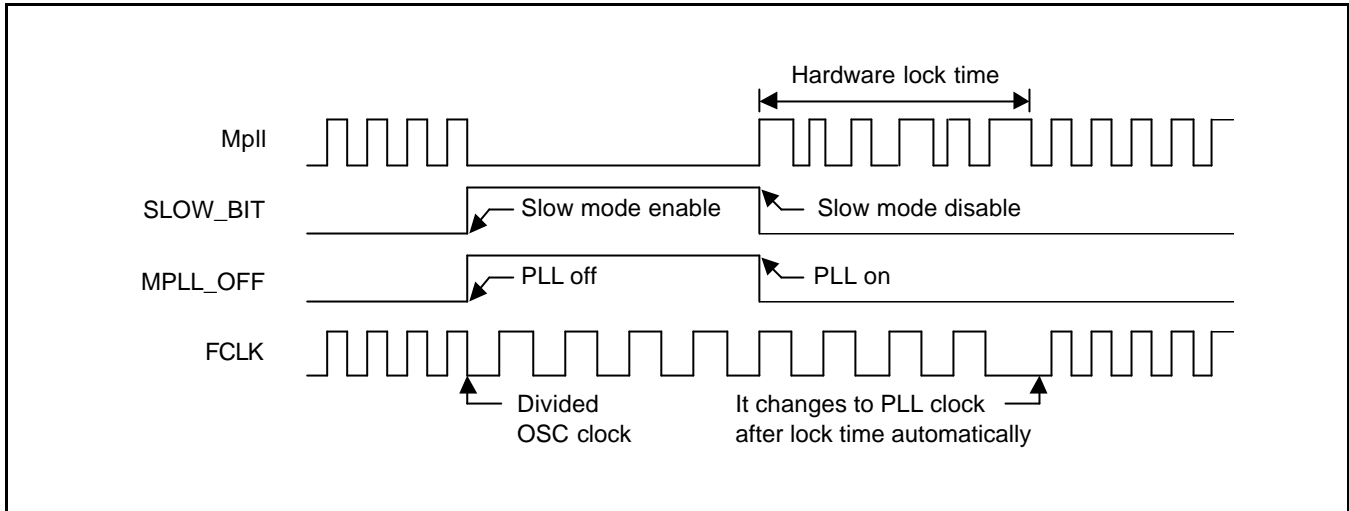 Hardware lock time
Mpll
SLOW_BIT
Slow mode enable
Slow mode disable
MPLL_OFF
PLL off
PLL on
FCLK
Divided
OSC clock
It changes to PLL clock
after lock time automatically